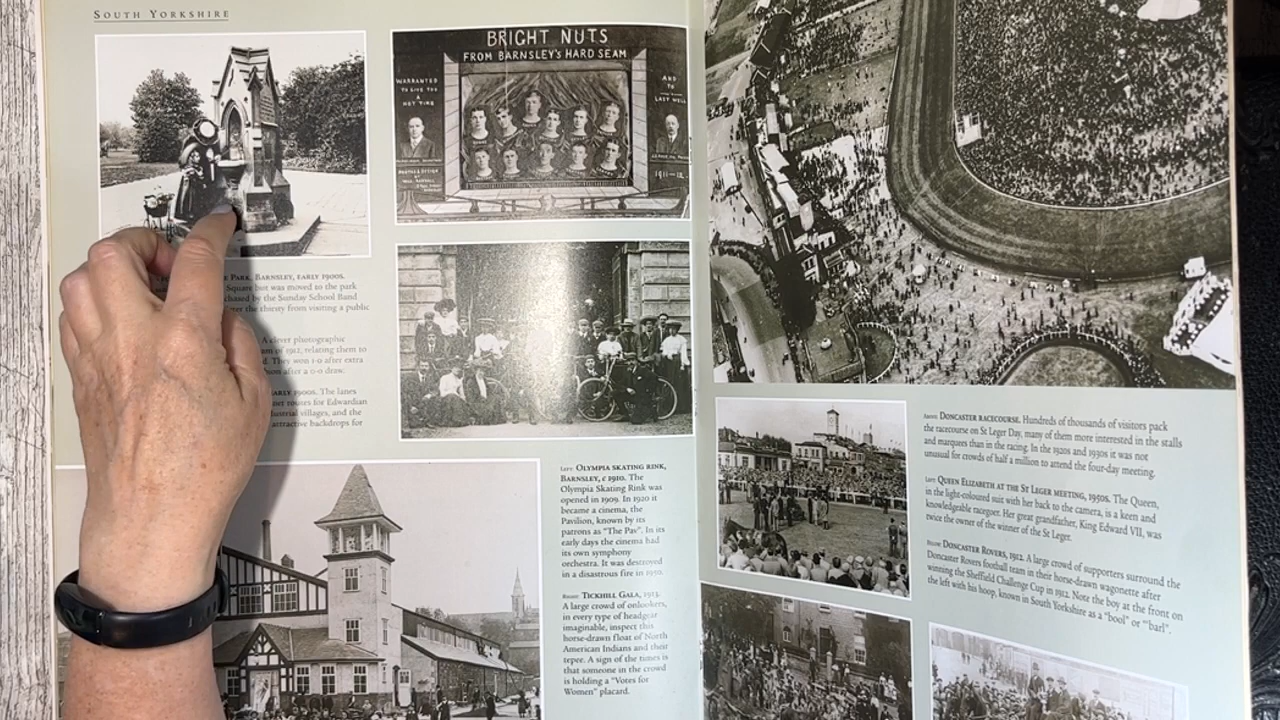 SOUTH YORKSHIRE
BRIGHT NUTS
FROM BARNSLEY'S HARD SEAM
WARRANTED
TO GIVE YOU
A
HOT TIME
AND
TO
LAST WELL
1911-12
PARK, BARNSLEY, EARLY 1900S.
Square but was moved to the park
chased by the Sunday School Band
the thirsty from visiting a public
A clever photographic
of 1912, relating them to
They won 1-0 after extra
after a 0-0 draw.
EARLY 1900S. The lanes
routes for Edwardian
industrial villages, and the
attractive backdrops for
LEFT: OLYMPIA SKATING RINK,
BARNSLEY, c 1910. The
Olympia Skating Rink was
opened in 1909. In 1920 it
became a cinema, the
Pavilion, known by its
patrons as "The Pav". In its
early days the cinema had
its own symphony
orchestra. It was destroyed
in a disastrous fire in 1950.
RIGHT: TICKHILL GALA, 1913.
A large crowd of onlookers,
in every type of headgear
imaginable, inspect this
horse-drawn float of North
American Indians and their
tepee. A sign of the times is
that someone in the crowd
is holding a "Votes for
Women" placard.
ABOVE: DONCASTER RACECOURSE. Hundreds of thousands of visitors pack
the racecourse on St Leger Day, many of them more interested in the stalls
and marquees than in the racing. In the 1920s and 1930s it was not
unusual for crowds of half a million to attend the four-day meeting.
LEFT: QUEEN ELIZABETH AT THE ST LEGER MEETING, 1950S. The Queen,
in the light-coloured suit with her back to the camera, is a keen and
knowledgeable racegoer. Her great grandfather, King Edward VII, was
twice the owner of the winner of the St Leger.
BELOW: DONCASTER ROVERS, 1912. A large crowd of supporters surround the
Doncaster Rovers football team in their horse-drawn wagonette after
winning the Sheffield Challenge Cup in 1912. Note the boy at the front on
the left with his hoop, known in South Yorkshire as a "bool" or "'barl".